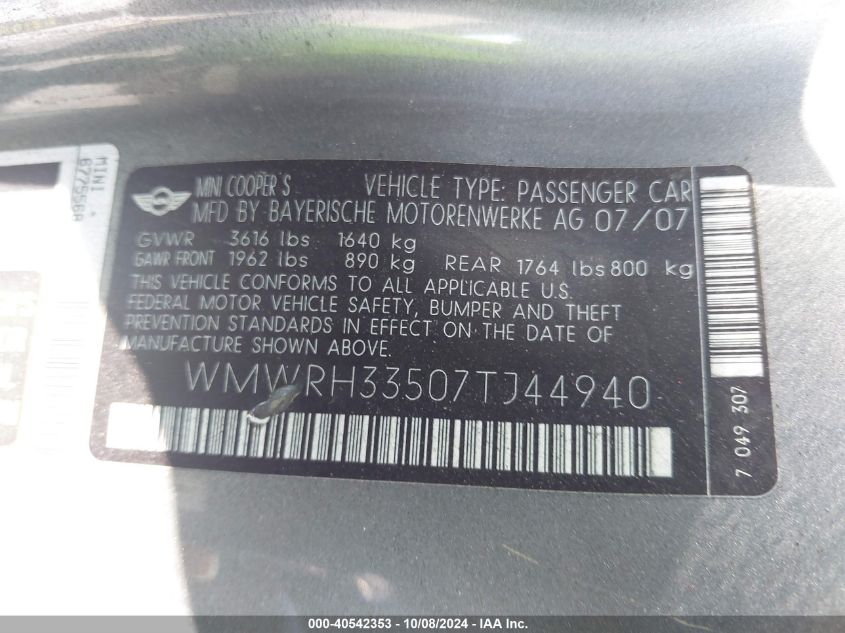 MINI
6775568
MINI COOPER S VEHICLE TYPE: PASSENGER CAR
MFD BY BAYERISCHE MOTORENWERKE AG 07/07
GVWR 3616 lbs 1640 kg
GAWR FRONT 1962 lbs 890 kg REAR 1764 lbs 800 kg
THIS VEHICLE CONFORMS TO ALL APPLICABLE U.S.
FEDERAL MOTOR VEHICLE SAFETY, BUMPER AND THEFT
PREVENTION STANDARDS IN EFFECT ON THE DATE OF
MANUFACTURE SHOWN ABOVE.
WMWRH33507TJ44940
7 049 307
000-40542353 - 10/08/2024 - IAA Inc.